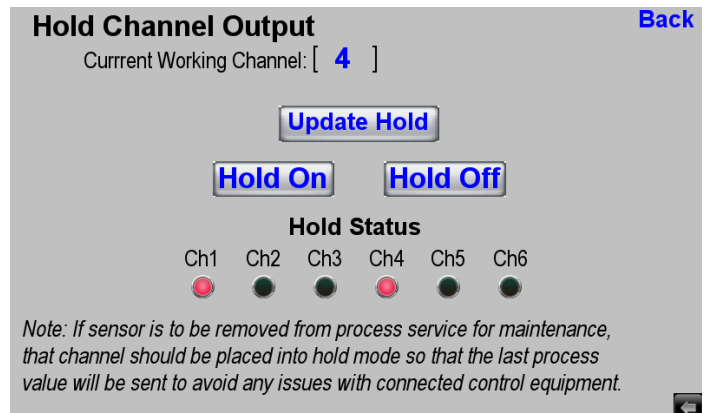 Hold Channel Output
Back
Currrent Working Channel: [ 4 ]
Update Hold
Hold On Hold Off
Hold Status
Ch1 Ch2 Ch3 Ch4 Ch5 Ch6
Note: If sensor is to be removed from process service for maintenance,
that channel should be placed into hold mode so that the last process
value will be sent to avoid any issues with connected control equipment.